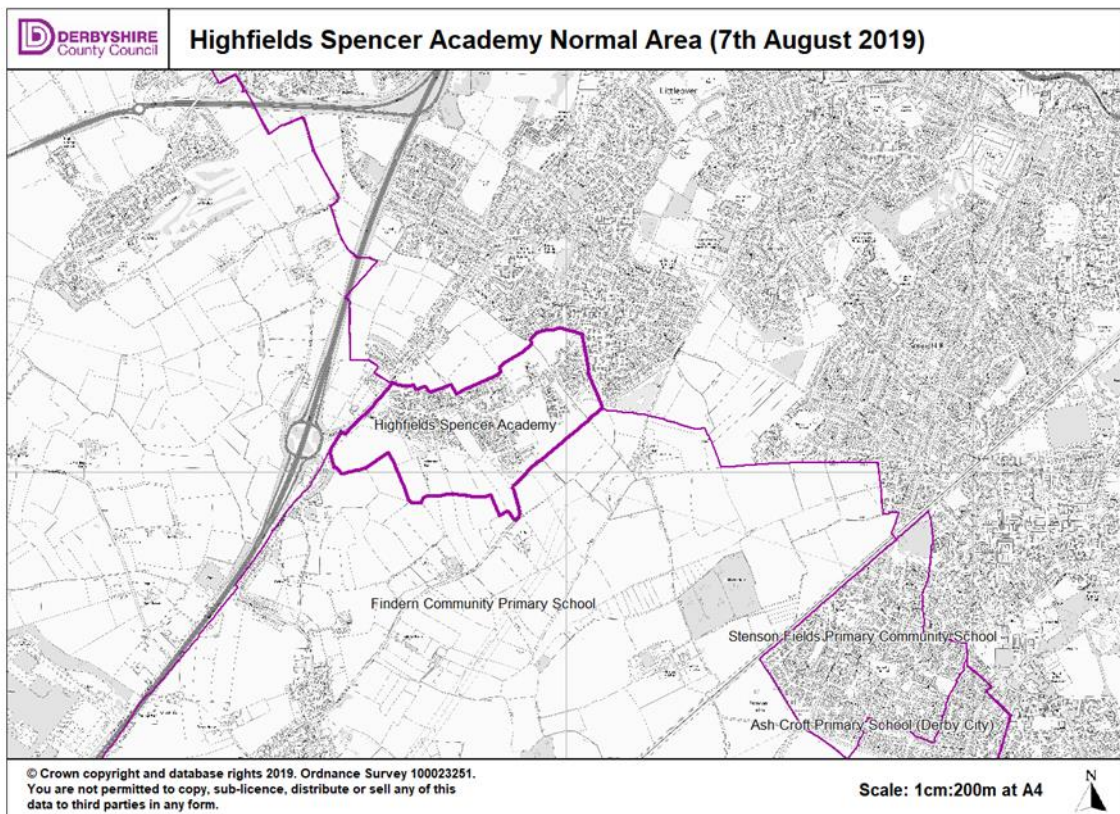 DERBYSHIRE
County Council
Highfields Spencer Academy Normal Area (7th August 2019)
Littleover
Highfields Spencer Academy
Findern Community Primary School
Stenson Fields Primary Community School
Ash Croft Primary School (Derby City)
© Crown copyright and database rights 2019. Ordnance Survey 100023251.
You are not permitted to copy, sub-licence, distribute or sell any of this
data to third parties in any form.
Scale: 1cm:200m at A4
N